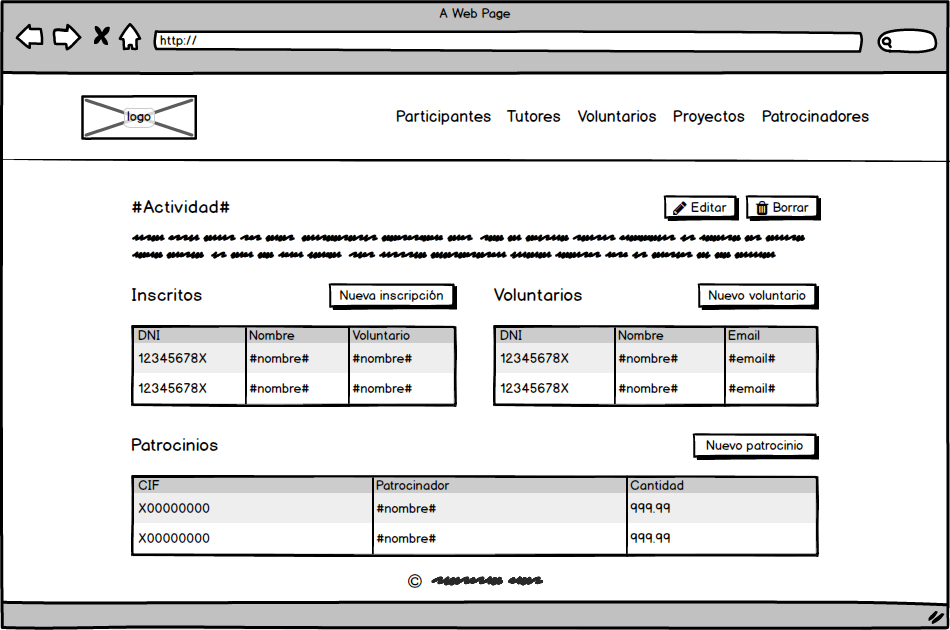 A Web Page
http://
logo
Participantes Tutores Voluntarios Proyectos Patrocinadores
#Actividad# Editar Borrar
Inscritos Nueva inscripción Voluntarios Nuevo voluntario
DNI Nombre Voluntario DNI Nombre Email
12345678X #nombre# #nombre# 12345678X #nombre# #email#
12345678X #nombre# #nombre# 12345678X #nombre# #email#
Patrocinios Nuevo patrocinio
CIF Patrocinador Cantidad
X00000000 #nombre# 999.99
X00000000 #nombre# 999.99
©